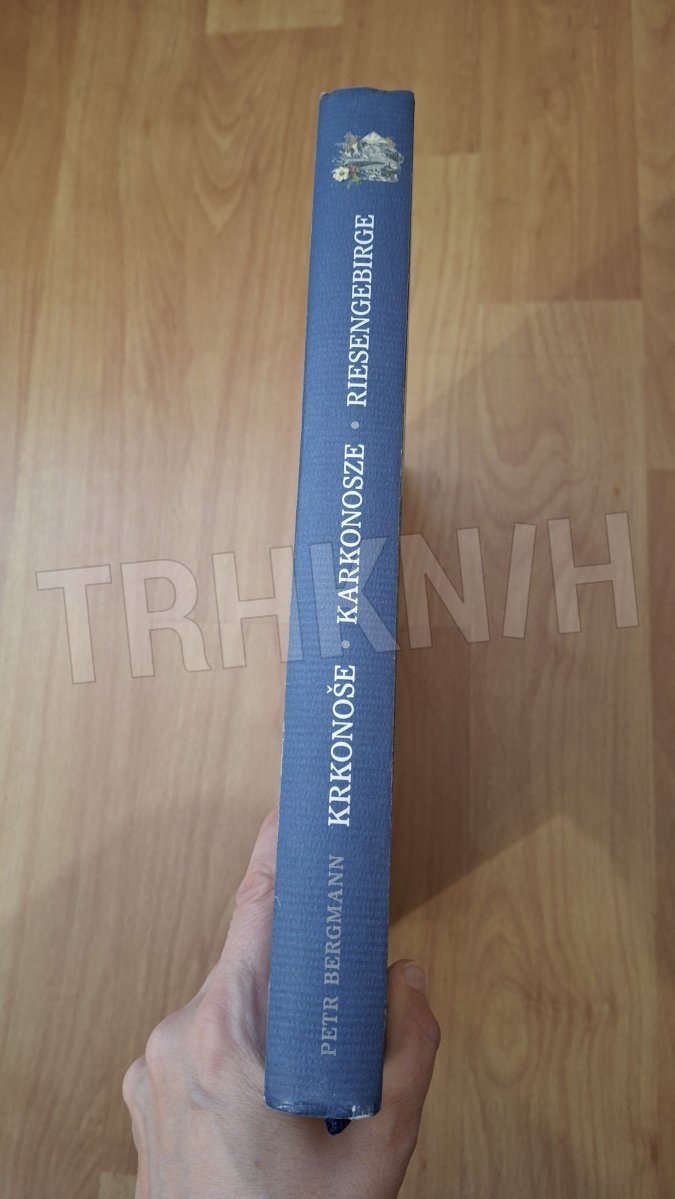 PETR BERGMANN KRKONOŠE • KARKONOSZE • RIESENGEBIRGE
TRHKNIH